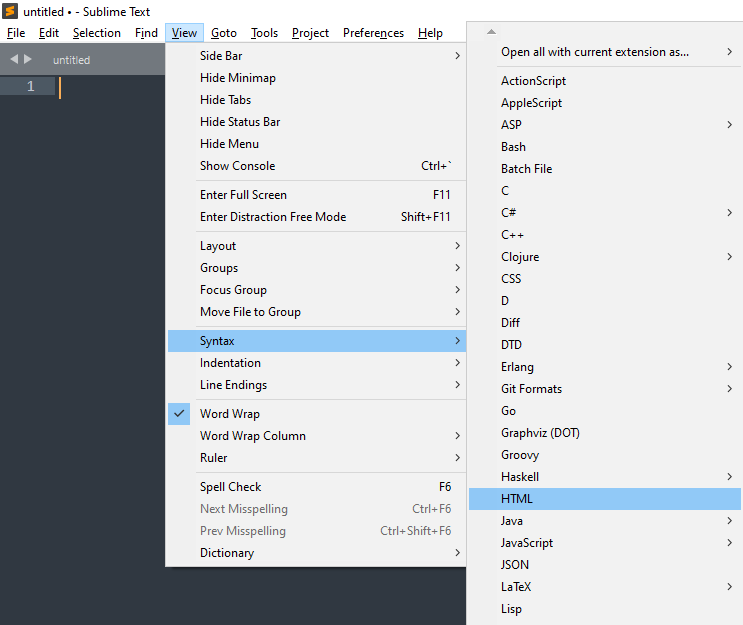 untitled • - Sublime Text
File Edit Selection Find View Goto Tools Project Preferences Help
untitled
1
Side Bar
Hide Minimap
Hide Tabs
Hide Status Bar
Hide Menu
Show Console Ctrl+`
Enter Full Screen F11
Enter Distraction Free Mode Shift+F11
Layout
Groups
Focus Group
Move File to Group
Syntax
Indentation
Line Endings
Word Wrap
Word Wrap Column
Ruler
Spell Check F6
Next Misspelling Ctrl+F6
Prev Misspelling Ctrl+Shift+F6
Dictionary
Open all with current extension as...
ActionScript
AppleScript
ASP
Bash
Batch File
C
C#
C++
Clojure
CSS
D
Diff
DTD
Erlang
Git Formats
Go
Graphviz (DOT)
Groovy
Haskell
HTML
Java
JavaScript
JSON
LaTeX
Lisp